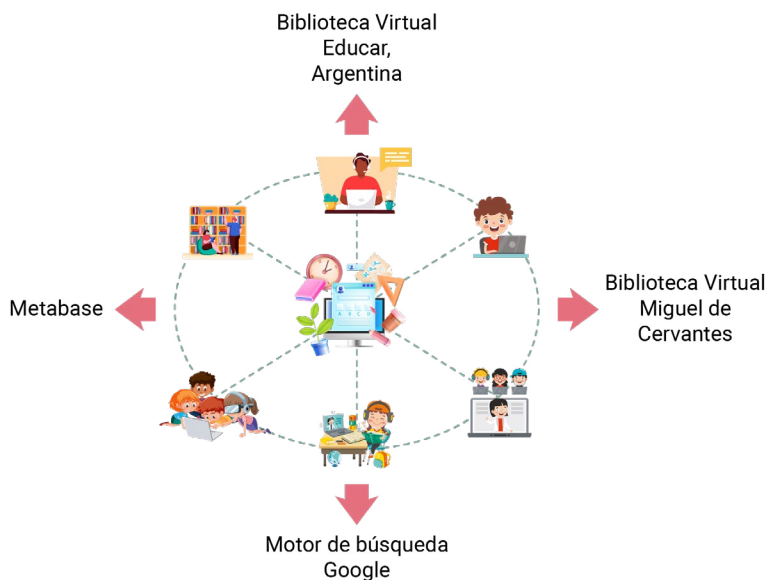 Biblioteca Virtual
Educar,
Argentina
Metabase
Biblioteca Virtual
Miguel de
Cervantes
Motor de búsqueda
Google